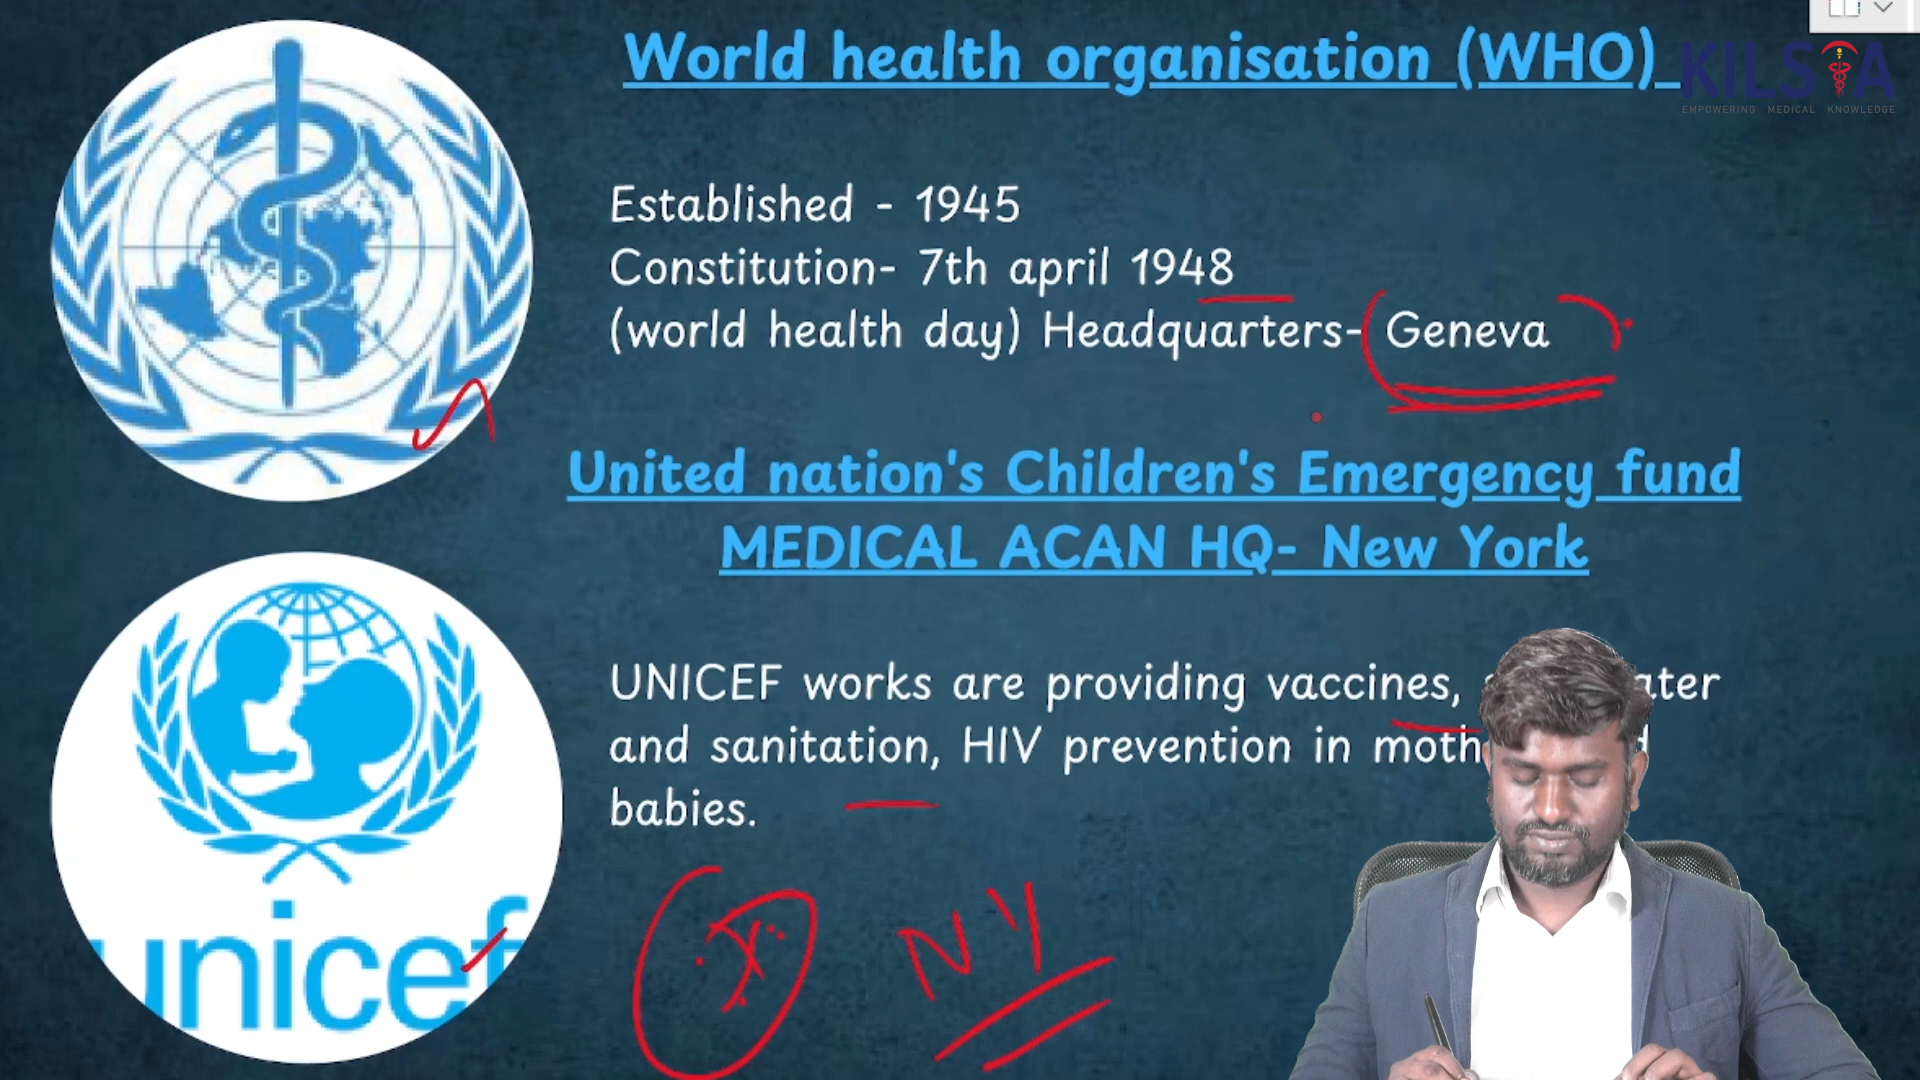 World health organisation (WHO)
KILSTA
EMPOWERING MEDICAL KNOWLEDGE
Established - 1945
Constitution- 7th april 1948
(world health day) Headquarters- Geneva
United nation's Children's Emergency fund
MEDICAL ACAN HQ- New York
UNICEF works are providing vaccines,
and sanitation, HIV prevention in
babies.
unicef
NY